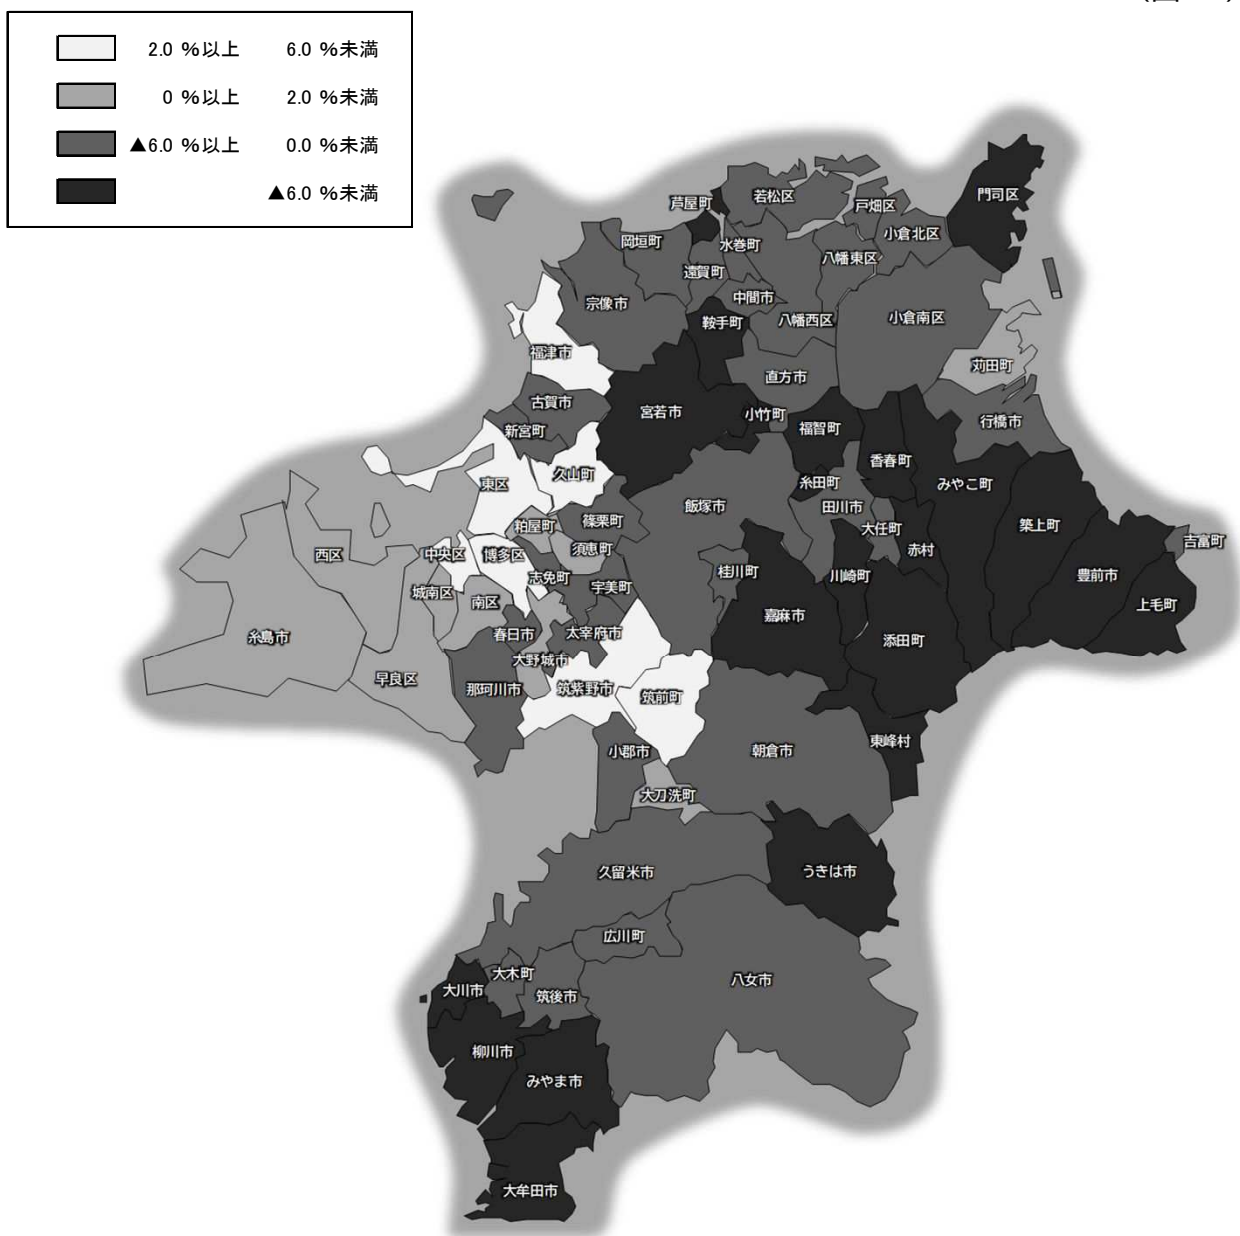 2.0 %以上 6.0 %未満
0 %以上 2.0 %未満
▲6.0 %以上 0.0 %未満
▲6.0 %未満
門司区
若松区
芦屋町
戸畑区
小倉北区
岡垣町
水巻町
八幡東区
遠賀町
中間市
宗像市
鞍手町
八幡西区
小倉南区
福津市
苅田町
直方市
古賀市
宮若市
小竹町
行橋市
新宮町
福智町
香春町
久山町
東区
糸田町
みやこ町
飯塚市
田川市
粕屋町
篠栗町
築上町
大任町
吉富町
西区
中央区
博多区
須恵町
赤村
志免町
桂川町
川崎町
豊前市
宇美町
城南区
南区
上毛町
嘉麻市
糸島市
春日市
太宰府市
添田町
大野城市
早良区
那珂川市
筑紫野市
筑前町
東峰村
小郡市
朝倉市
大刀洗町
久留米市
うきは市
広川町
大木町
八女市
大川市
筑後市
柳川市
みやま市
大牟田市